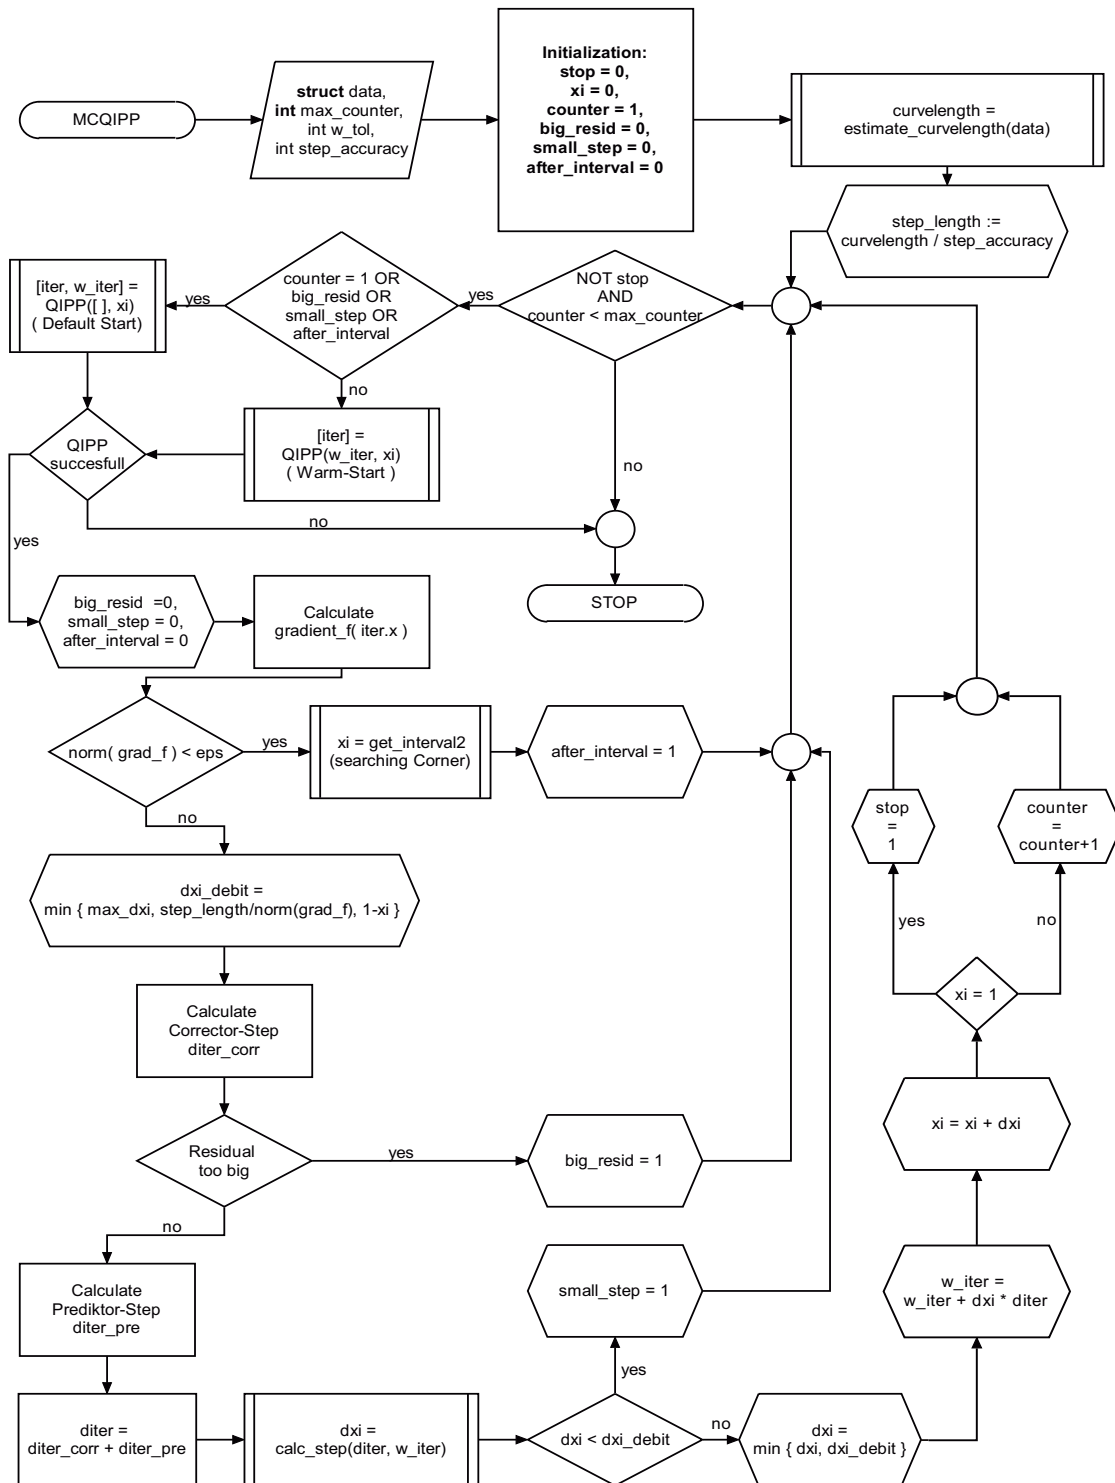 MCQIPP
struct data,
int max_counter,
int w_tol,
int step_accuracy
Initialization:
stop = 0,
xi = 0,
counter = 1,
big_resid = 0,
small_step = 0,
after_interval = 0
curvelength =
estimate_curvelength(data)
step_length :=
curvelength / step_accuracy
NOT stop
AND
counter < max_counter
yes
no
counter = 1 OR
big_resid OR
small_step OR
after_interval
yes
no
[iter, w_iter] =
QIPP([ ], xi)
( Default Start)
[iter] =
QIPP(w_iter, xi)
( Warm-Start )
QIPP
succesfull
no
yes
STOP
big_resid =0,
small_step = 0,
after_interval = 0
Calculate
gradient_f( iter.x )
norm( grad_f ) < eps
yes
no
xi = get_interval2
(searching Corner)
after_interval = 1
dxi_debit =
min { max_dxi, step_length/norm(grad_f), 1-xi }
Calculate
Corrector-Step
diter_corr
Residual
too big
yes
no
big_resid = 1
Calculate
Prediktor-Step
diter_pre
diter =
diter_corr + diter_pre
dxi =
calc_step(diter, w_iter)
dxi < dxi_debit
yes
no
small_step = 1
dxi =
min { dxi, dxi_debit }
w_iter =
w_iter + dxi * diter
xi = xi + dxi
xi = 1
yes
no
stop
=
1
counter
=
counter+1